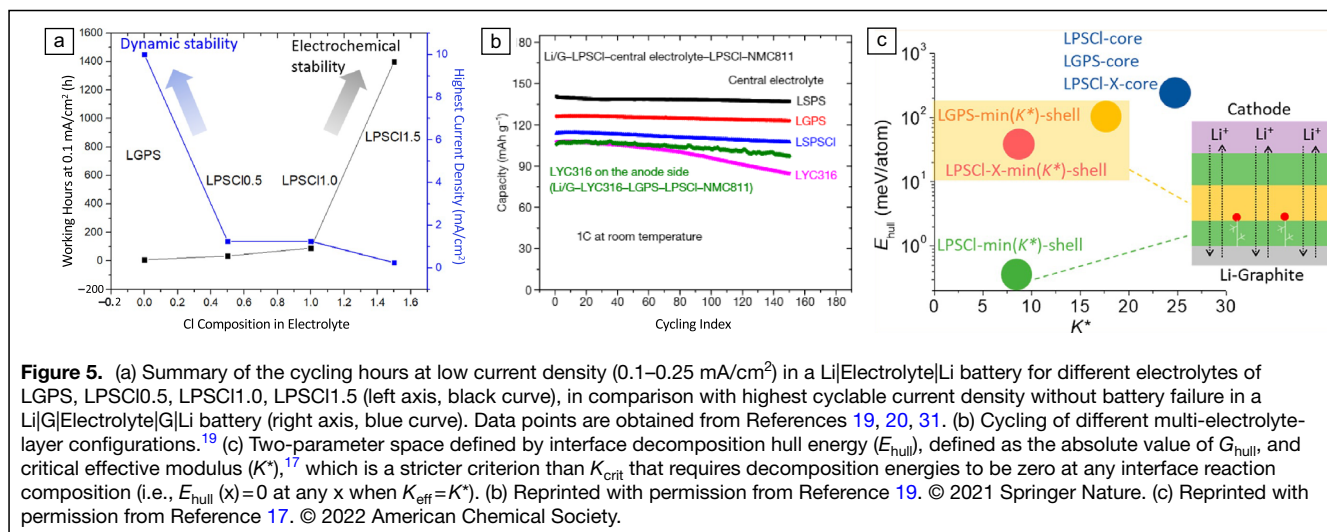 a
Working Hours at 0.1 mA/cm² (h)
1600
1400
1200
1000
800
600
400
200
0
−200
Dynamic stability
Electrochemical
stability
LGPS
LPSCl0.5
LPSCl1.0
LPSCl1.5
10
8
6
4
2
0
Highest Current Density (mA/cm²)
−0.2
0.0
0.2
0.4
0.6
0.8
1.0
1.2
1.4
1.6
Cl Composition in Electrolyte
b
Capacity (mAh g⁻¹)
180
150
120
90
60
30
0
Li/G–LPSCl–central electrolyte–LPSCl–NMC811
Central electrolyte
LSPS
LGPS
LSPSCl
LYC316
LYC316 on the anode side
(Li/G–LYC316–LGPS–LPSCl–NMC811)
1C at room temperature
0
20
40
60
80
100
120
140
160
180
Cycling Index
c
E_hull (meV/atom)
10³
10²
10¹
10⁰
LPSCl-core
LGPS-core
LPSCl-X-core
LGPS-min(K*)-shell
LPSCl-X-min(K*)-shell
LPSCl-min(K*)-shell
Cathode
Li⁺ Li⁺ Li⁺
Li-Graphite
0
5
10
15
20
25
30
K*
Figure 5. (a) Summary of the cycling hours at low current density (0.1–0.25 mA/cm²) in a Li|Electrolyte|Li battery for different electrolytes of
LGPS, LPSCl0.5, LPSCl1.0, LPSCl1.5 (left axis, black curve), in comparison with highest cyclable current density without battery failure in a
Li|G|Electrolyte|G|Li battery (right axis, blue curve). Data points are obtained from References 19, 20, 31. (b) Cycling of different multi-electrolyte-
layer configurations.¹⁹ (c) Two-parameter space defined by interface decomposition hull energy (E_hull), defined as the absolute value of G_hull, and
critical effective modulus (K*),¹⁷ which is a stricter criterion than K_crit that requires decomposition energies to be zero at any interface reaction
composition (i.e., E_hull (x) = 0 at any x when K_eff = K*). (b) Reprinted with permission from Reference 19. © 2021 Springer Nature. (c) Reprinted with
permission from Reference 17. © 2022 American Chemical Society.